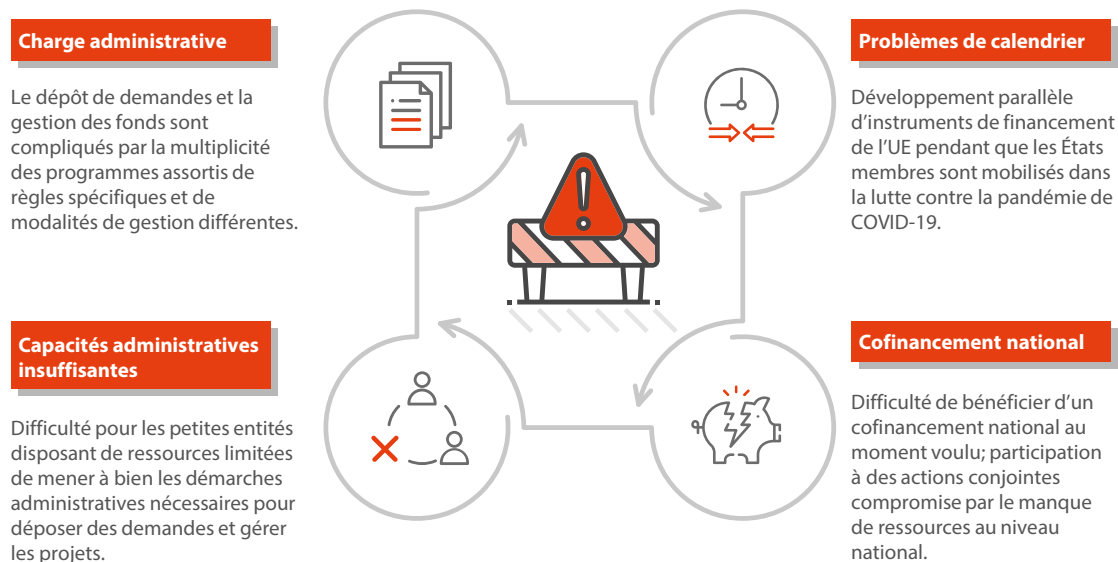 Charge administrative
Le dépôt de demandes et la
gestion des fonds sont
compliqués par la multiplicité
des programmes assortis de
règles spécifiques et de
modalités de gestion différentes.
Problèmes de calendrier
Développement parallèle
d’instruments de financement
de l’UE pendant que les États
membres sont mobilisés dans
la lutte contre la pandémie de
COVID-19.
Capacités administratives
insuffisantes
Difficulté pour les petites entités
disposant de ressources limitées
de mener à bien les démarches
administratives nécessaires pour
déposer des demandes et gérer
les projets.
Cofinancement national
Difficulté de bénéficier d’un
cofinancement national au
moment voulu; participation
à des actions conjointes
compromise par le manque
de ressources au niveau
national.